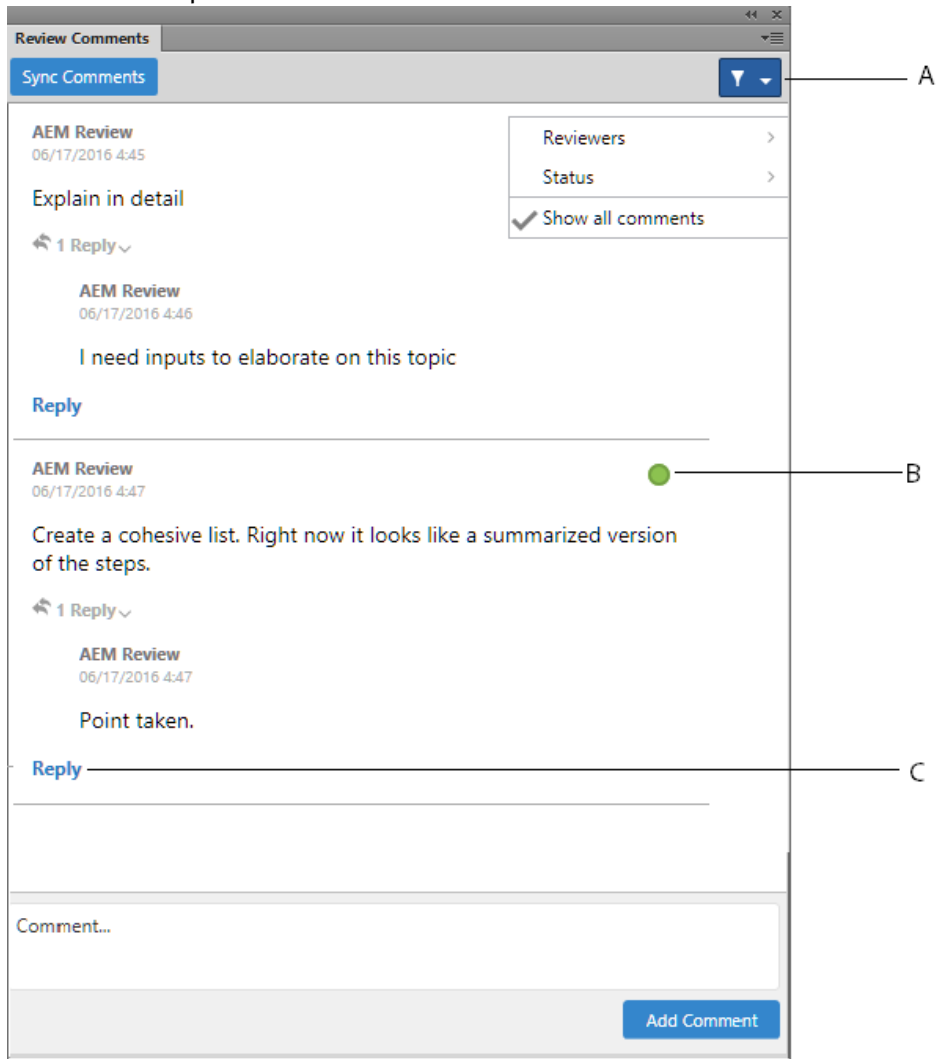 Review Comments
Sync Comments
A
AEM Review
06/17/2016 4:45
Reviewers
Status
Explain in detail
Show all comments
1 Reply
AEM Review
06/17/2016 4:46
I need inputs to elaborate on this topic
Reply
AEM Review
B
06/17/2016 4:47
Create a cohesive list. Right now it looks like a summarized version
of the steps.
1 Reply
AEM Review
06/17/2016 4:47
Point taken.
Reply
C
Comment...
Add Comment